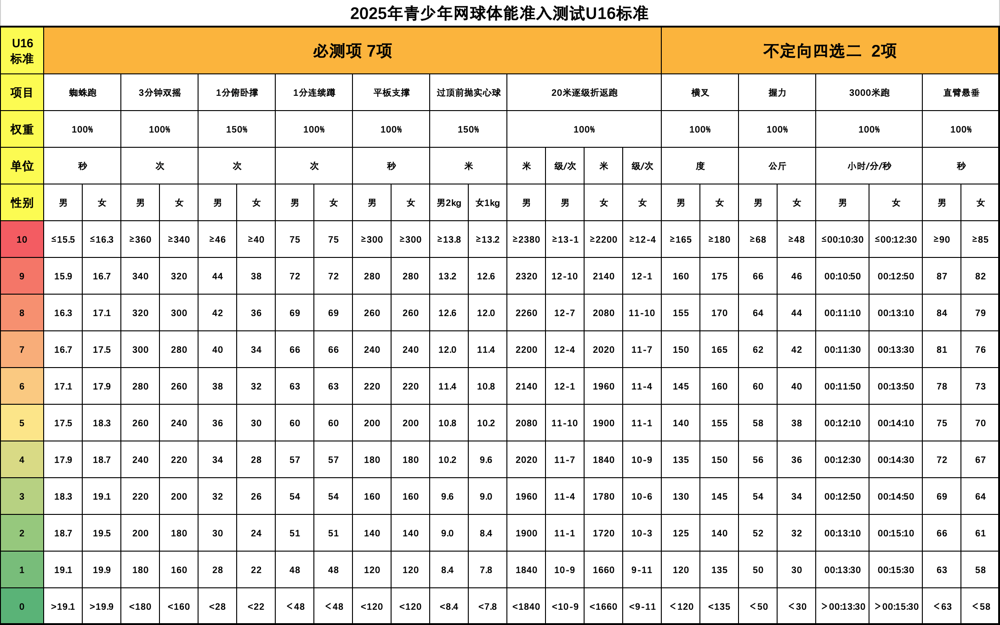 2025年青少年网球体能准入测试U16标准
U16 标准 必测项 7项 不定向四选二 2项
项目 蜘蛛跑 3分钟双摇 1分俯卧撑 1分连续蹲 平板支撑 过顶前抛实心球 20米逐级折返跑 横叉 握力 3000米跑 直臂悬垂
权重 100% 100% 150% 100% 100% 150% 100% 100% 100% 100% 100%
单位 秒 次 次 次 秒 米 米 级/次 米 级/次 度 公斤 小时/分/秒 秒
性别 男 女 男 女 男 女 男 女 男 女 男2kg 女1kg 男 男 女 女 男 女 男 女 男 女 男 女
10 ≤15.5 ≤16.3 ≥360 ≥340 ≥46 ≥40 75 75 ≥300 ≥300 ≥13.8 ≥13.2 ≥2380 ≥13-1 ≥2200 ≥12-4 ≥165 ≥180 ≥68 ≥48 ≤00:10:30 ≤00:12:30 ≥90 ≥85
9 15.9 16.7 340 320 44 38 72 72 280 280 13.2 12.6 2320 12-10 2140 12-1 160 175 66 46 00:10:50 00:12:50 87 82
8 16.3 17.1 320 300 42 36 69 69 260 260 12.6 12.0 2260 12-7 2080 11-10 155 170 64 44 00:11:10 00:13:10 84 79
7 16.7 17.5 300 280 40 34 66 66 240 240 12.0 11.4 2200 12-4 2020 11-7 150 165 62 42 00:11:30 00:13:30 81 76
6 17.1 17.9 280 260 38 32 63 63 220 220 11.4 10.8 2140 12-1 1960 11-4 145 160 60 40 00:11:50 00:13:50 78 73
5 17.5 18.3 260 240 36 30 60 60 200 200 10.8 10.2 2080 11-10 1900 11-1 140 155 58 38 00:12:10 00:14:10 75 70
4 17.9 18.7 240 220 34 28 57 57 180 180 10.2 9.6 2020 11-7 1840 10-9 135 150 56 36 00:12:30 00:14:30 72 67
3 18.3 19.1 220 200 32 26 54 54 160 160 9.6 9.0 1960 11-4 1780 10-6 130 145 54 34 00:12:50 00:14:50 69 64
2 18.7 19.5 200 180 30 24 51 51 140 140 9.0 8.4 1900 11-1 1720 10-3 125 140 52 32 00:13:10 00:15:10 66 61
1 19.1 19.9 180 160 28 22 48 48 120 120 8.4 7.8 1840 10-9 1660 9-11 120 135 50 30 00:13:30 00:15:30 63 58
0 >19.1 >19.9 <180 <160 <28 <22 <48 <48 <120 <120 <8.4 <7.8 <1840 <10-9 <1660 <9-11 <120 <135 <50 <30 >00:13:30 >00:15:30 <63 <58